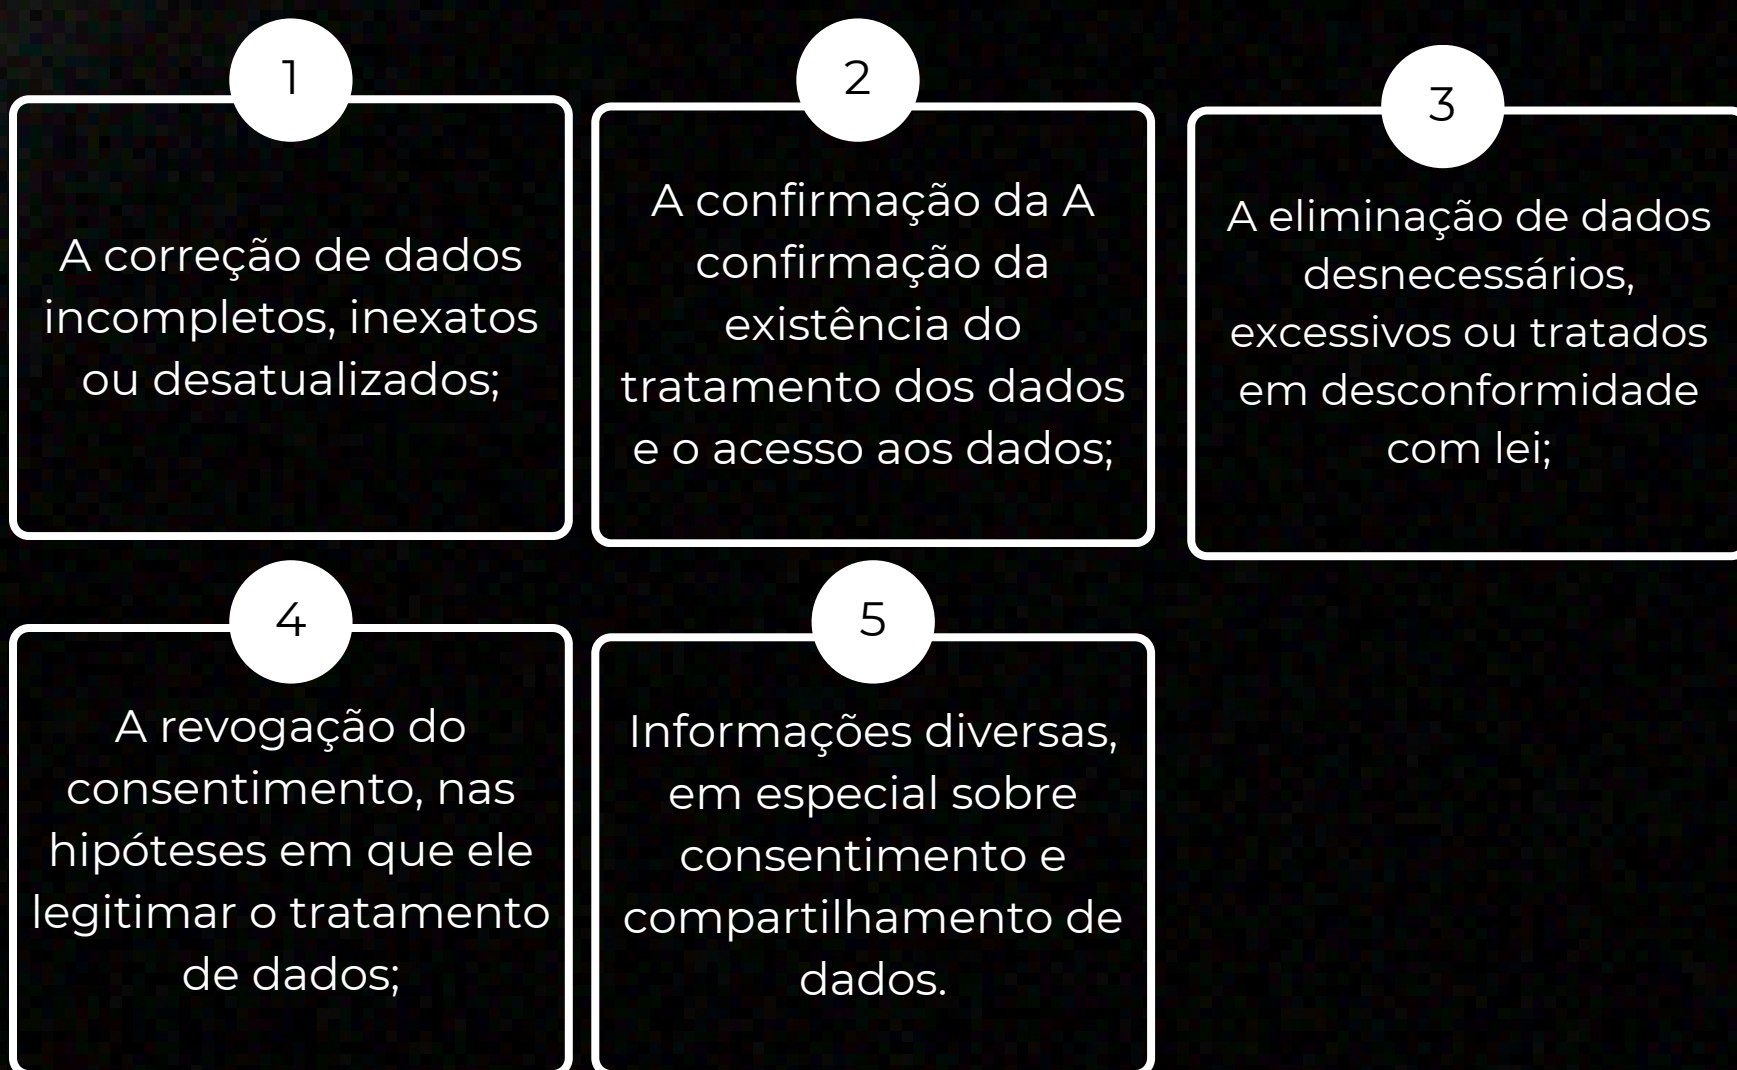 1
A correção de dados
incompletos, inexatos
ou desatualizados;
2
A confirmação da A
confirmação da
existência do
tratamento dos dados
e o acesso aos dados;
3
A eliminação de dados
desnecessários,
excessivos ou tratados
em desconformidade
com lei;
4
A revogação do
consentimento, nas
hipóteses em que ele
legitimar o tratamento
de dados;
5
Informações diversas,
em especial sobre
consentimento e
compartilhamento de
dados.